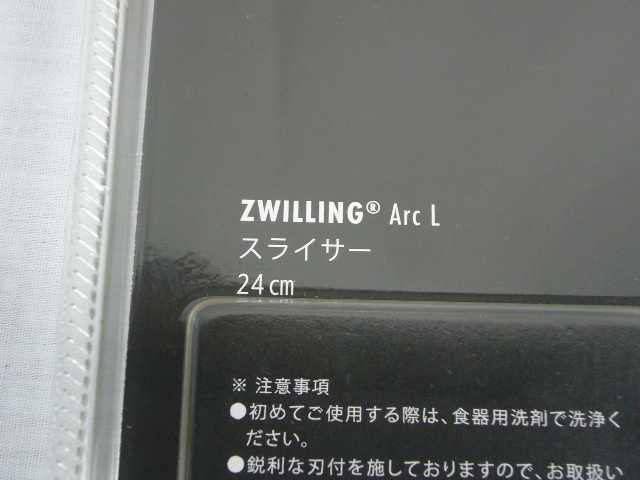 ZWILLING® Arc L
スライサー
24cm
※ 注意事項
●初めてご使用する際は、食器用洗剤で洗浄く
ださい。
●鋭利な刃付を施しておりますので、お取扱い